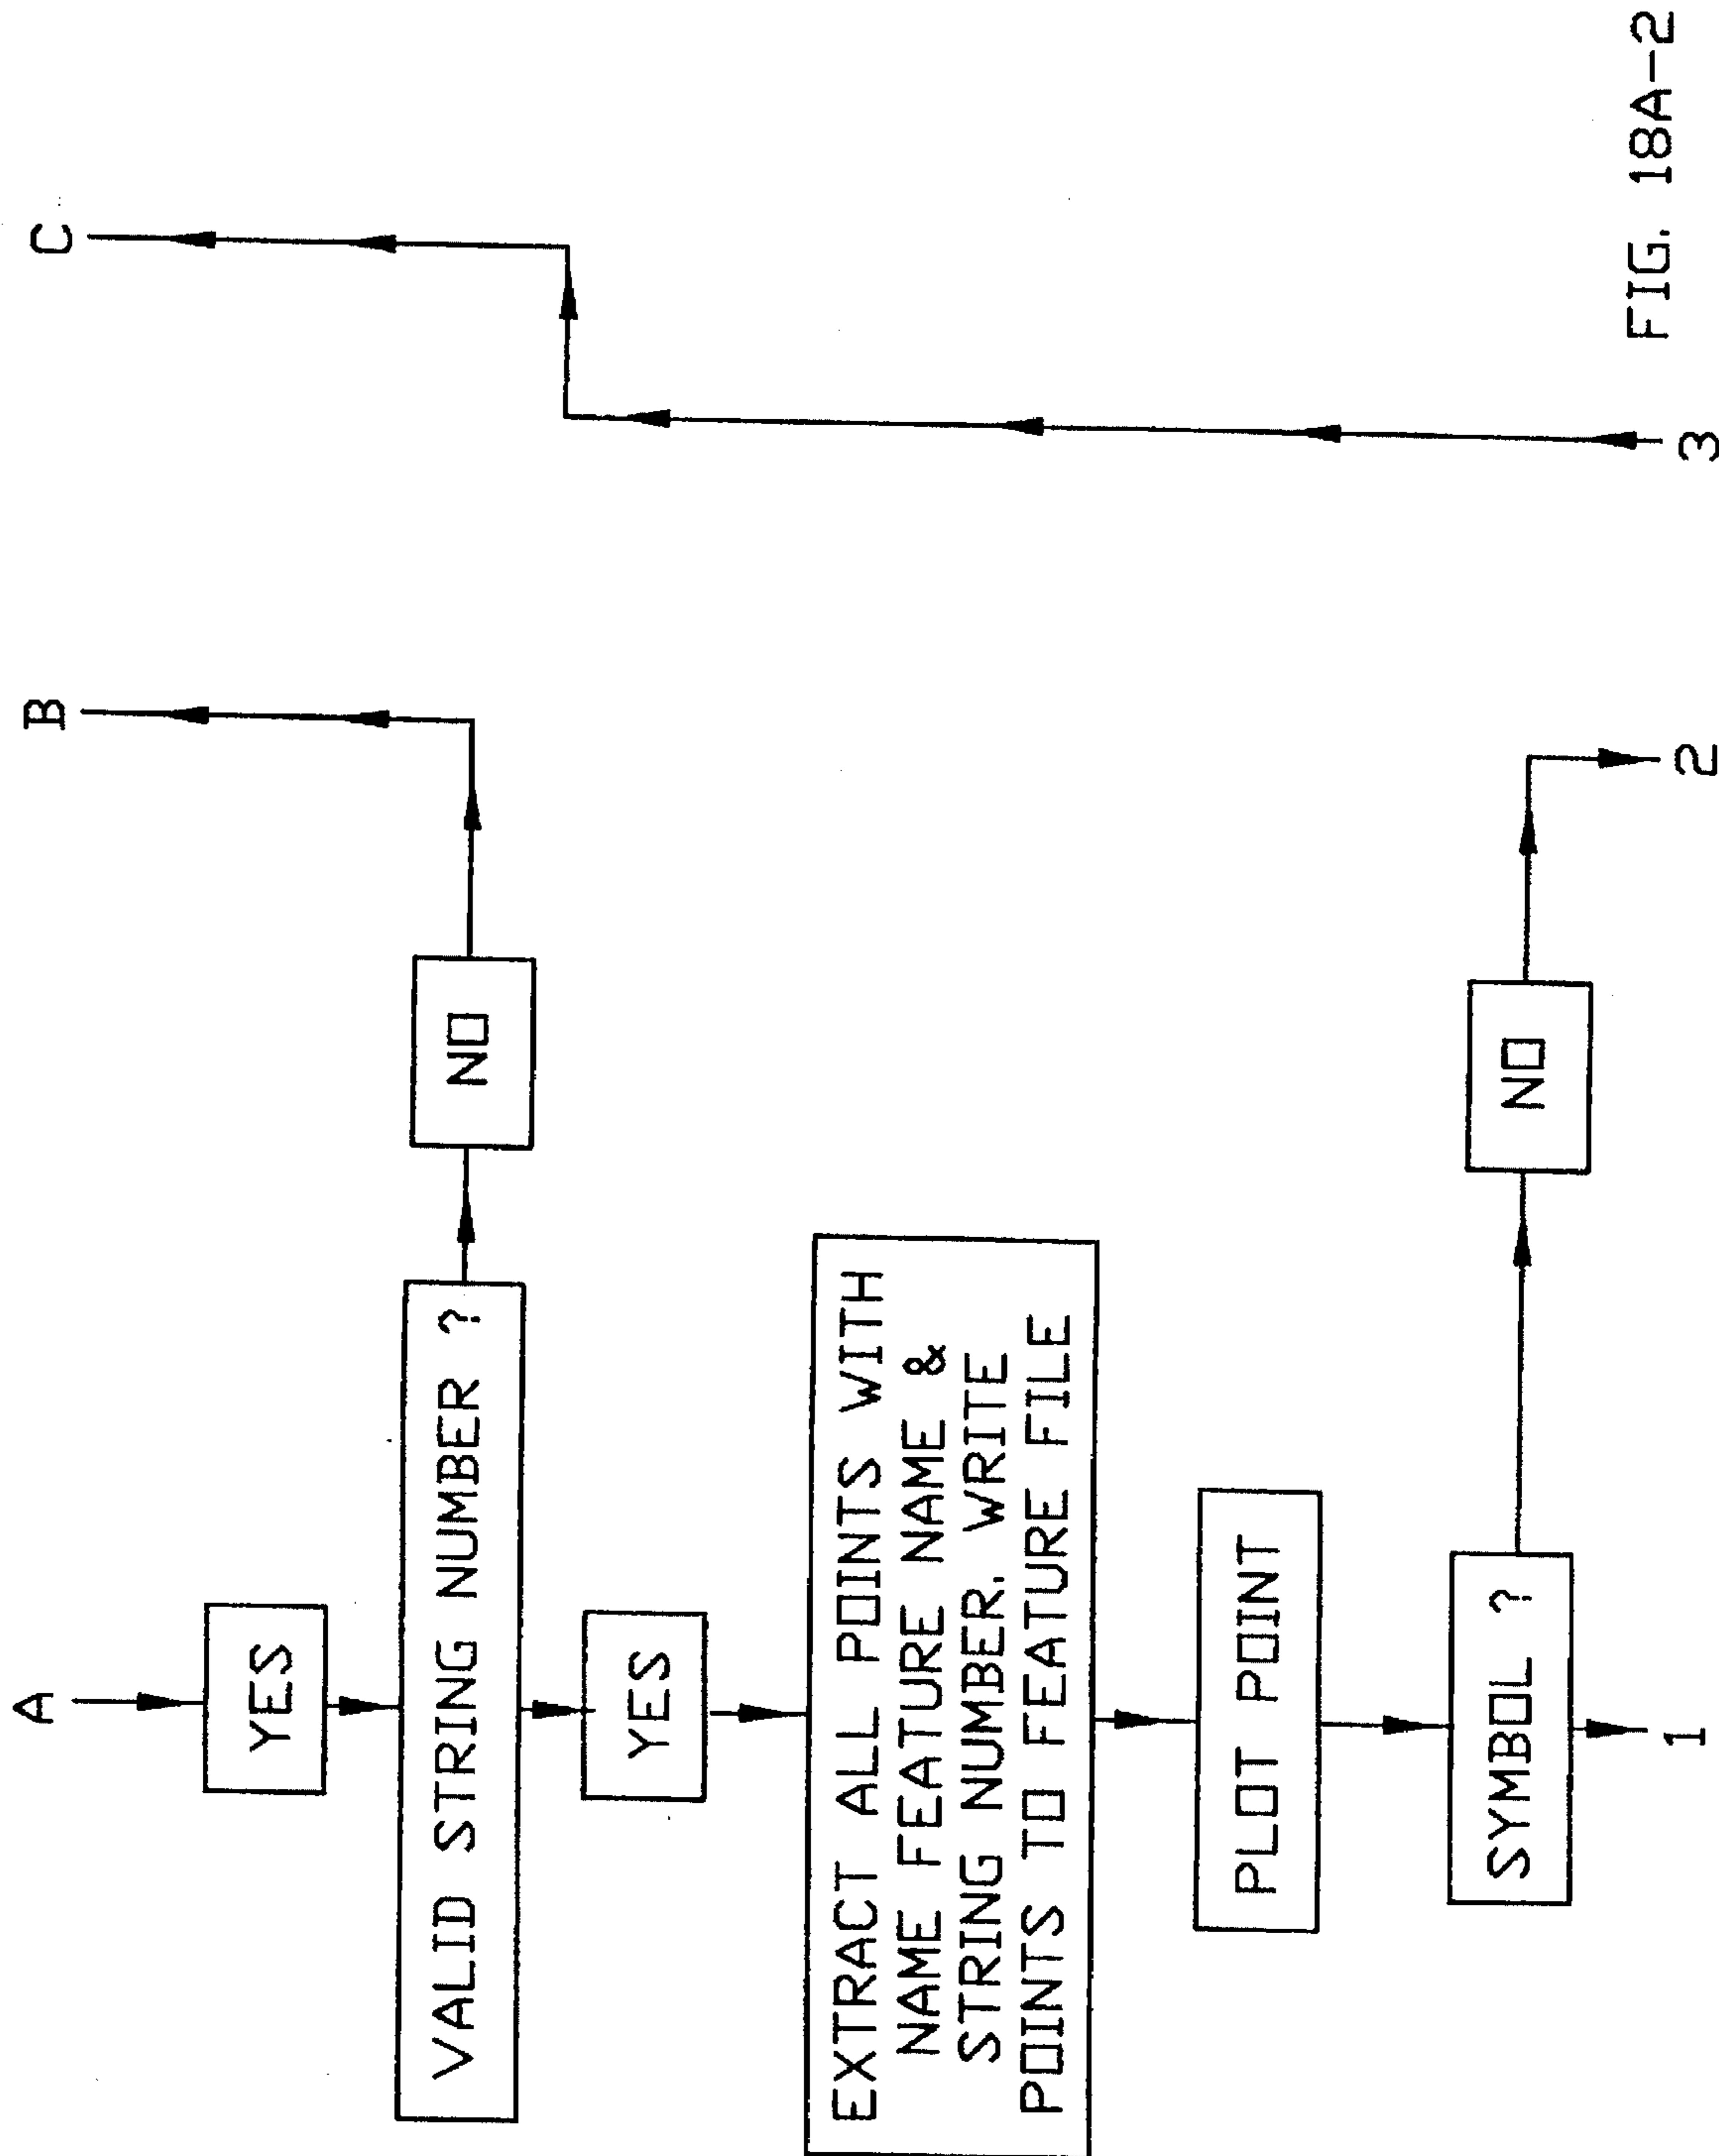 A
B
C
YES
VALID STRING NUMBER ?
NO
YES
EXTRACT ALL POINTS WITH
NAME FEATURE NAME &
STRING NUMBER. WRITE
POINTS TO FEATURE FILE
PLOT POINT
SYMBOL ?
NO
1
2
3
FIG. 18A-2